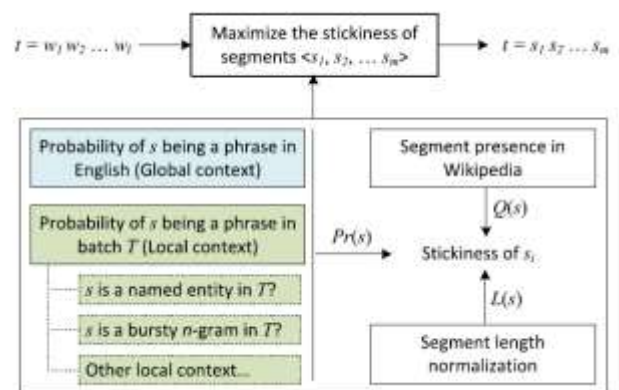 t = w1 w2 … wl
Maximize the stickiness of
segments <s1, s2, … sm>
t = s1 s2 … sm
Probability of s being a phrase in
English (Global context)
Probability of s being a phrase in
batch T (Local context)
s is a named entity in T?
s is a bursty n-gram in T?
Other local context…
Pr(s)
Segment presence in
Wikipedia
Q(s)
Stickiness of si
L(s)
Segment length
normalization